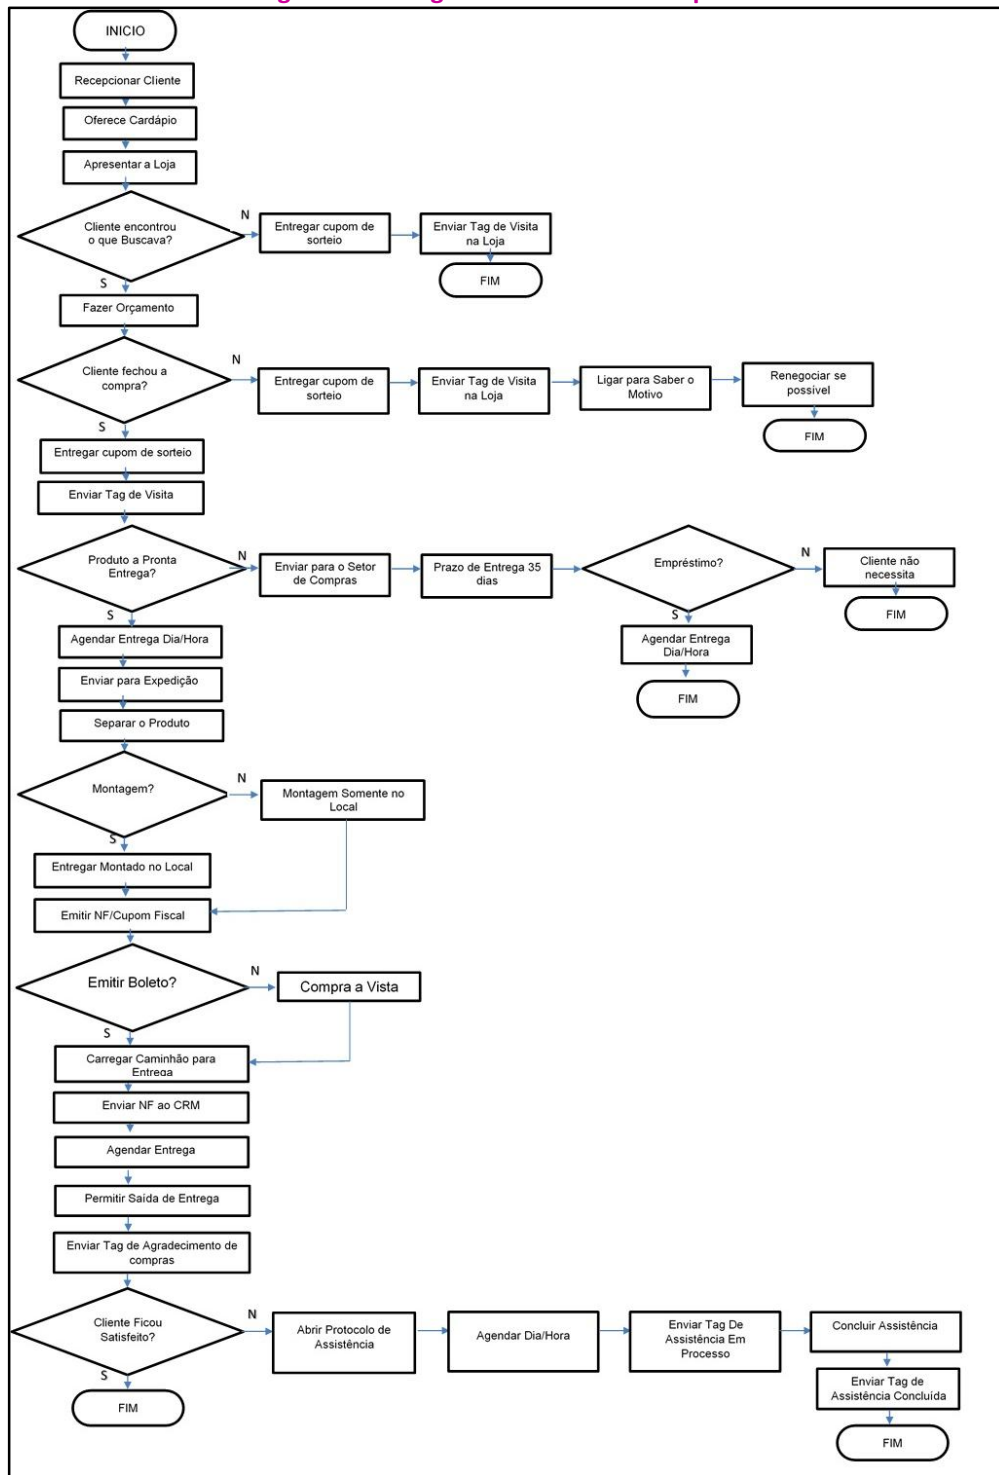 INICIO
Recepcionar Cliente
Oferece Cardápio
Apresentar a Loja
Cliente encontrou
o que Buscava?
N
Entregar cupom de
sorteio
Enviar Tag de Visita
na Loja
FIM
S
Fazer Orçamento
Cliente fechou a
compra?
N
Entregar cupom de
sorteio
Enviar Tag de Visita
na Loja
Ligar para Saber o
Motivo
Renegociar se
possível
FIM
S
Entregar cupom de sorteio
Enviar Tag de Visita
Produto a Pronta
Entrega?
N
Enviar para o Setor
de Compras
Prazo de Entrega 35
dias
Empréstimo?
N
Cliente não
necessita
FIM
S
Agendar Entrega
Dia/Hora
FIM
S
Agendar Entrega Dia/Hora
Enviar para Expedição
Separar o Produto
Montagem?
N
Montagem Somente no
Local
S
Entregar Montado no Local
Emitir NF/Cupom Fiscal
Emitir Boleto?
N
Compra a Vista
S
Carregar Caminhão para
Entrega
Enviar NF ao CRM
Agendar Entrega
Permitir Saída de Entrega
Enviar Tag de Agradecimento de
compras
Cliente Ficou
Satisfeito?
N
Abrir Protocolo de
Assistência
Agendar Dia/Hora
Enviar Tag De
Assistência Em
Processo
Concluir Assistência
Enviar Tag de
Assistência Concluída
FIM
S
FIM